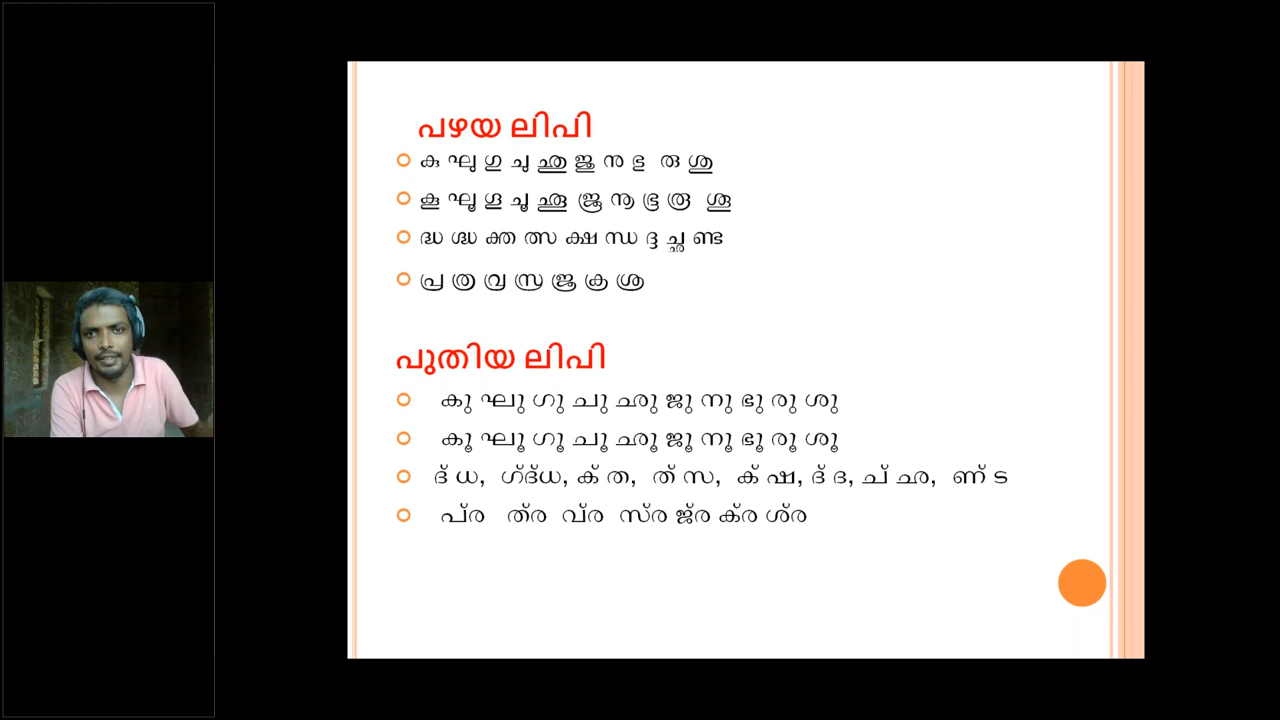 പഴയ ലിപി
കു ഘു ഗു ചു ഛു ജു നു ഭു രു ശു
കൂ ഘൂ ഗൂ ചൂ ഛൂ ജൂ നൂ ഭൂ രൂ ശൂ
ദ്ധ ഗ്ദ്ധ ക്ത ത്സ ക്ഷ ന്ധ ദ്ദ ച്ഛ ണ്ട
പ്ര ത്ര വ്ര സ്ര ജ്ര ക്ര ശ്ര
പുതിയ ലിപി
കു ഘു ഗു ചു ഛു ജു നു ഭു രു ശു
കൂ ഘൂ ഗൂ ചൂ ഛൂ ജൂ നൂ ഭൂ രൂ ശൂ
ദ് ധ, ഗ്ദ്ധ, ക് ത, ത് സ, ക് ഷ, ദ് ദ, ച് ഛ, ണ് ട
പ്‌ര ത്‌ര വ്‌ര സ്‌ര ജ്‌ര ക്‌ര ശ്‌ര